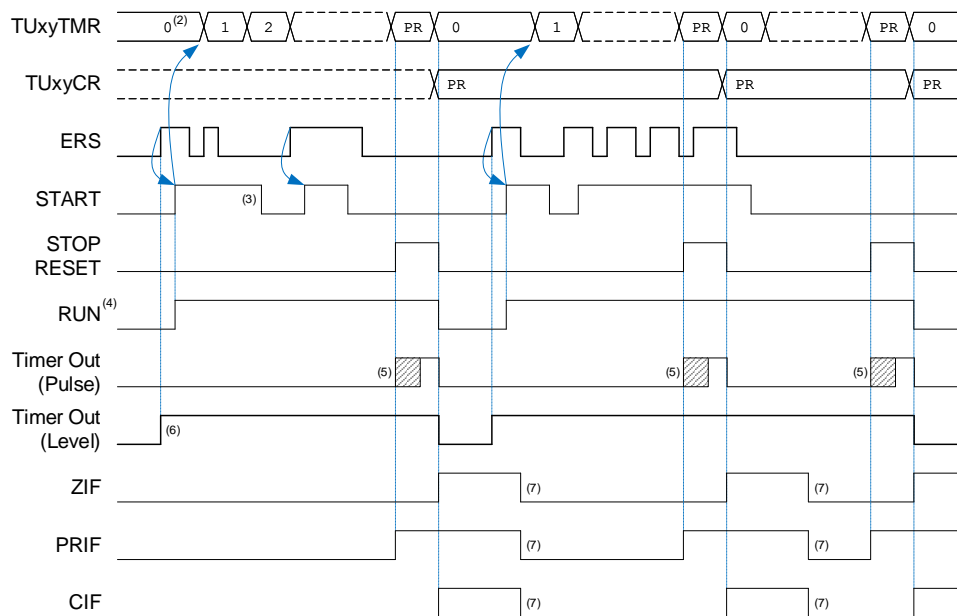 TUxyTMR 0(2) 1 2 PR 0 1 PR 0 PR 0
TUxyCR PR PR PR
ERS
START (3)
STOP
RESET
RUN(4)
Timer Out
(Pulse) (5) (5) (5)
Timer Out
(Level) (6)
ZIF (7) (7)
PRIF (7) (7)
CIF (7) (7)